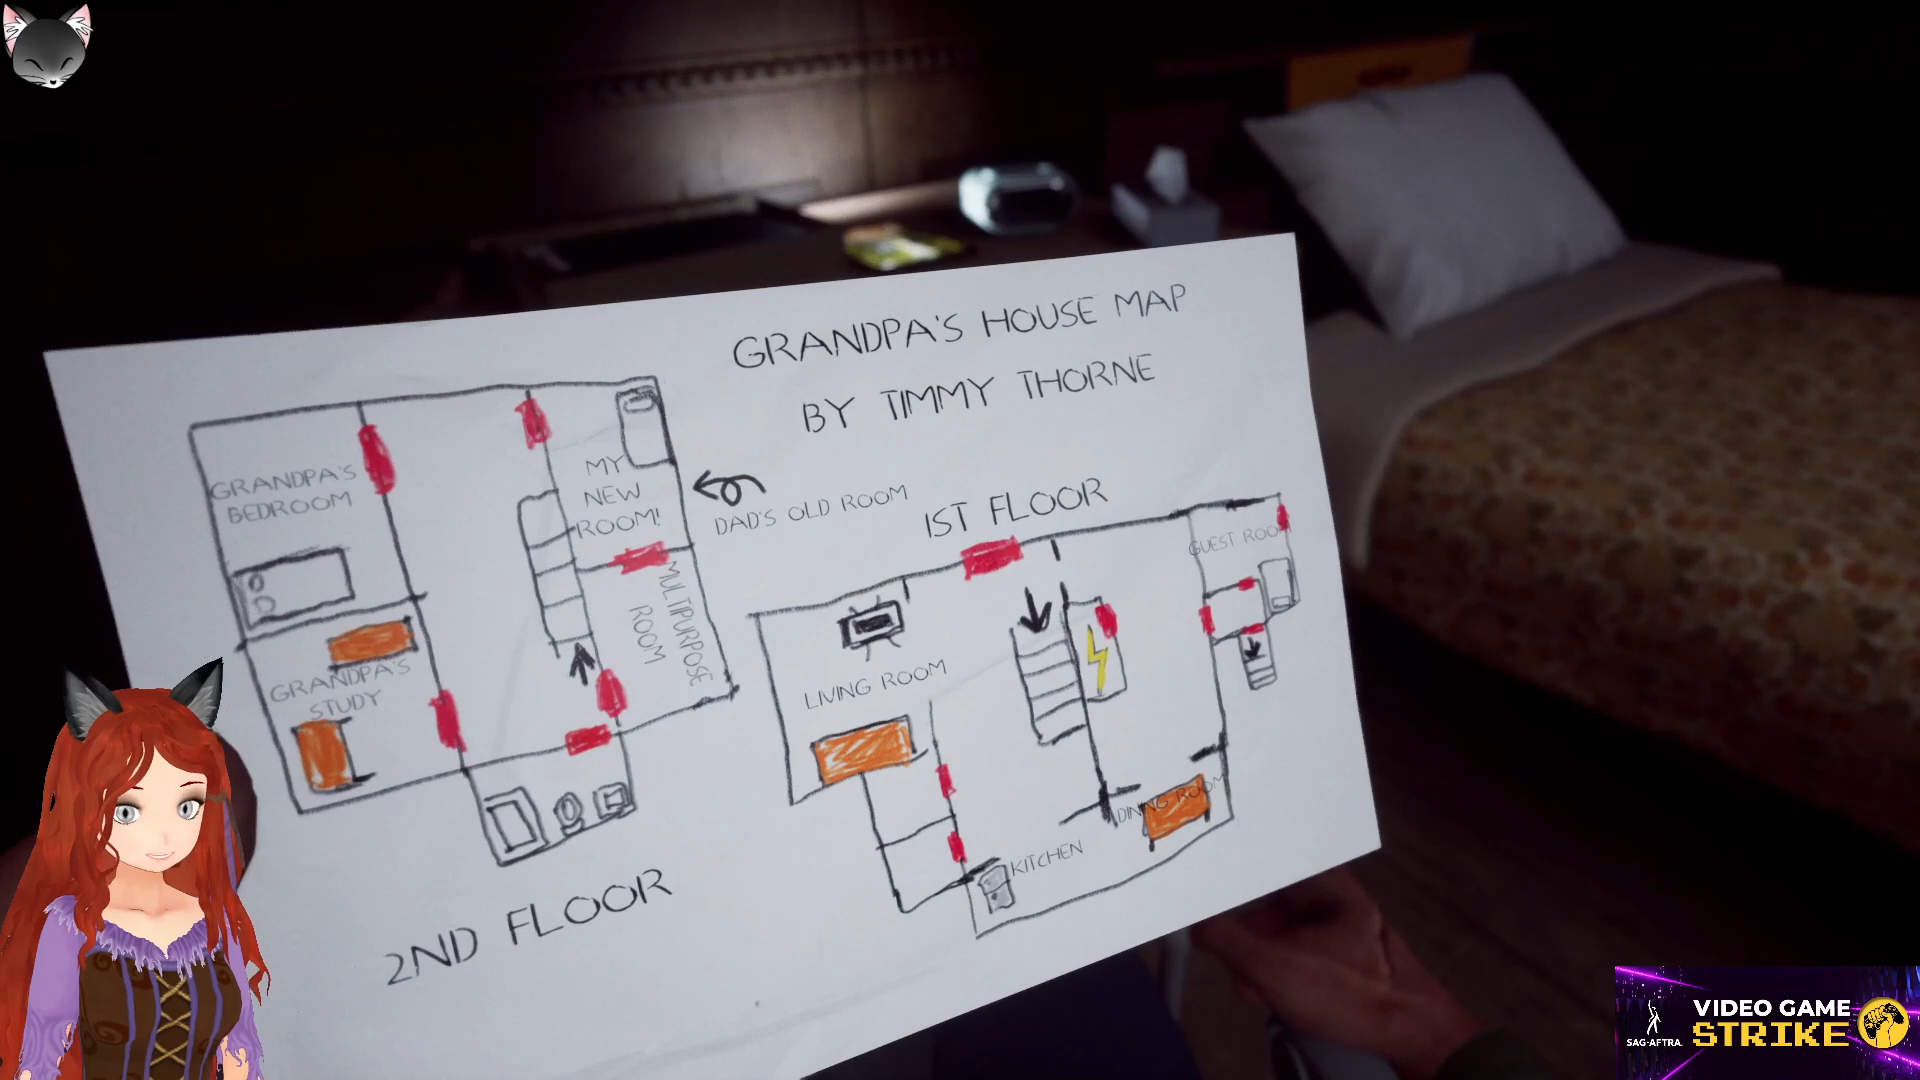 GRANDPA'S HOUSE MAP
BY TIMMY THORNE
GRANDPA'S
BEDROOM
MY
NEW
ROOM!
DAD'S OLD ROOM
MULTIPURPOSE
ROOM
GRANDPA'S
STUDY
2ND FLOOR
1ST FLOOR
GUEST ROOM
LIVING ROOM
DINING ROOM
KITCHEN
SAG-AFTRA.
VIDEO GAME
STRIKE